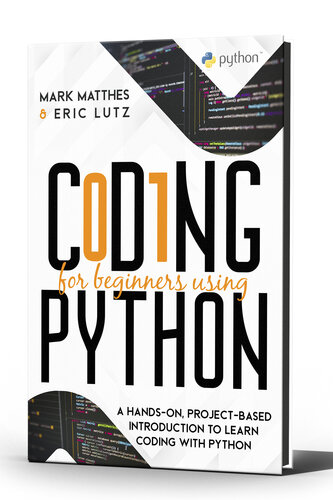 python™
MARK MATTHES
& ERIC LUTZ
C0D1NG
for beginners using
PYTHON
A HANDS-ON, PROJECT-BASED
INTRODUCTION TO LEARN
CODING WITH PYTHON